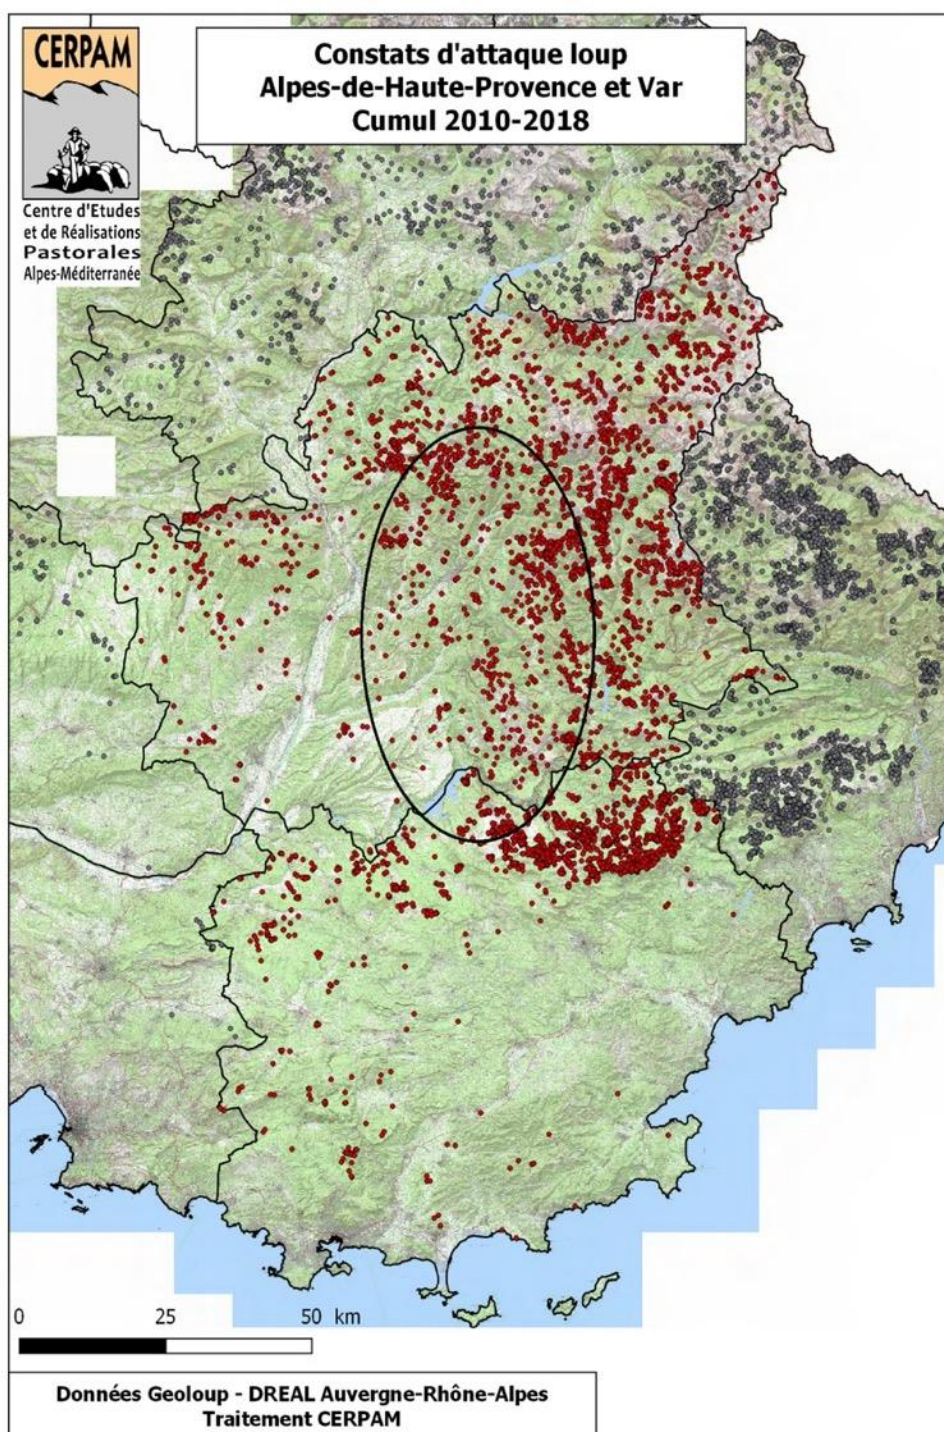 CERPAM
Centre d'Etudes
et de Réalisations
Pastorales
Alpes-Méditerranée
Constats d'attaque loup
Alpes-de-Haute-Provence et Var
Cumul 2010-2018
0 25 50 km
Données Geoloup - DREAL Auvergne-Rhône-Alpes
Traitement CERPAM